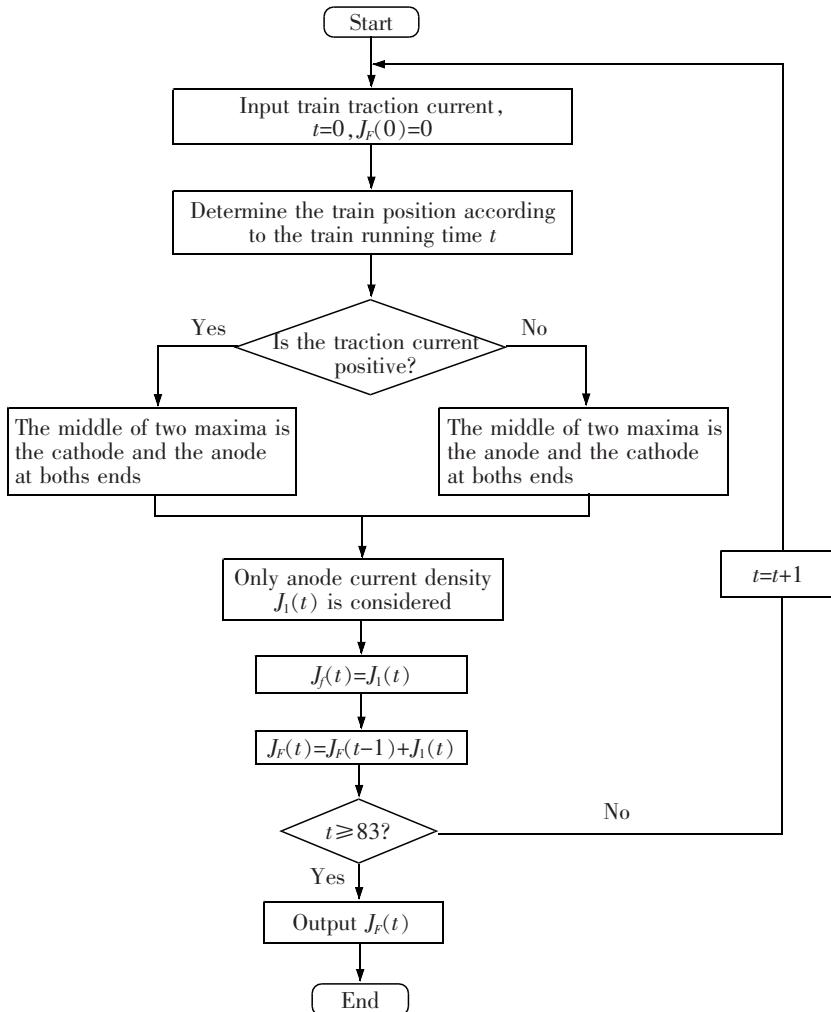 Start
Input train traction current,
t=0,J_F(0)=0
Determine the train position according
to the train running time t
Yes
No
Is the traction current
positive?
The middle of two maxima is
the cathode and the anode
at boths ends
The middle of two maxima is
the anode and the cathode
at boths ends
Only anode current density
J_1(t) is considered
t=t+1
J_f(t)=J_1(t)
J_F(t)=J_F(t−1)+J_1(t)
t⩾83?
No
Yes
Output J_F(t)
End